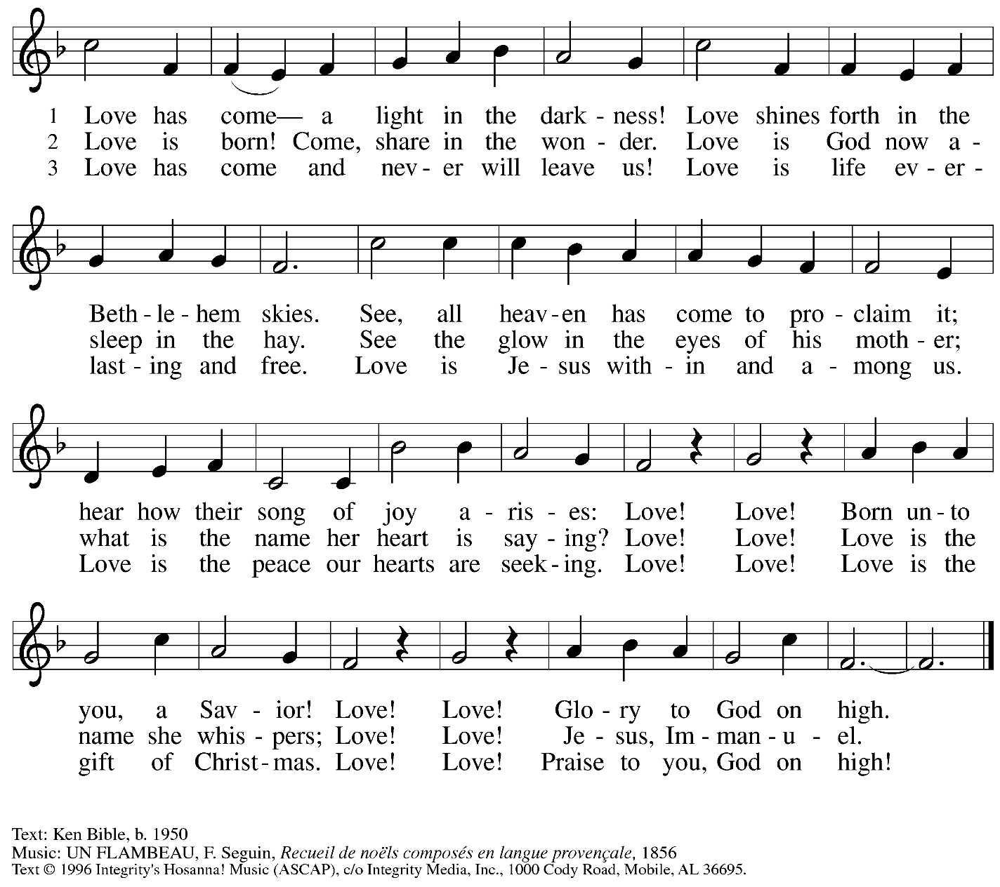 1 Love has come— a light in the dark - ness! Love shines forth in the
2 Love is born! Come, share in the won - der. Love is God now a -
3 Love has come and nev - er will leave us! Love is life ev - er -
Beth - le - hem skies. See, all heav - en has come to pro - claim it;
sleep in the hay. See the glow in the eyes of his moth - er;
last - ing and free. Love is Je - sus with - in and a - mong us.
hear how their song of joy a - ris - es: Love! Love! Born un - to
what is the name her heart is say - ing? Love! Love! Love is the
Love is the peace our hearts are seek - ing. Love! Love! Love is the
you, a Sav - ior! Love! Love! Glo - ry to God on high.
name she whis - pers; Love! Love! Je - sus, Im - man - u - el.
gift of Christ - mas. Love! Love! Praise to you, God on high!
Text: Ken Bible, b. 1950
Music: UN FLAMBEAU, F. Seguin, Recueil de noëls composés en langue provençale, 1856
Text © 1996 Integrity's Hosanna! Music (ASCAP), c/o Integrity Media, Inc., 1000 Cody Road, Mobile, AL 36695.